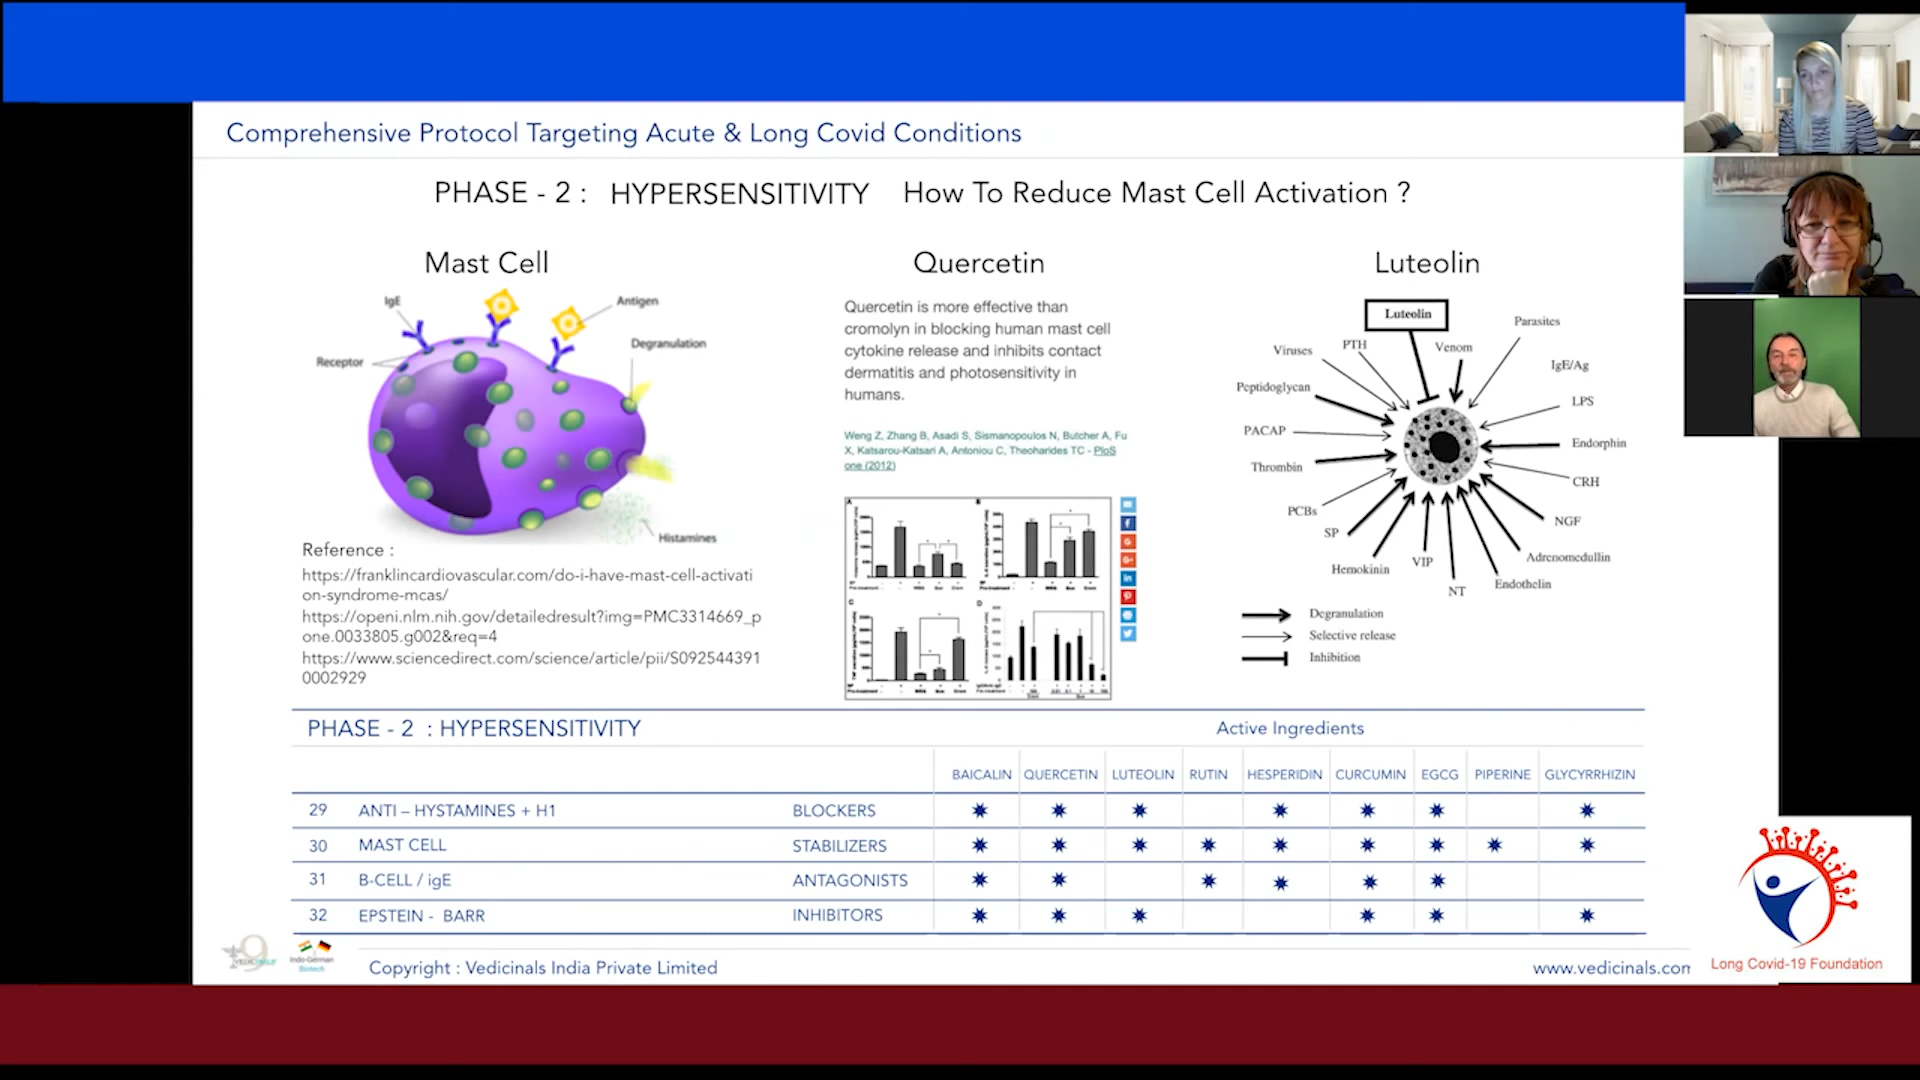 Comprehensive Protocol Targeting Acute & Long Covid Conditions
PHASE - 2 : HYPERSENSITIVITY How To Reduce Mast Cell Activation ?
Mast Cell
IgE
Antigen
Receptor
Degranulation
Histamines
Reference :
https://franklincardiovascular.com/do-i-have-mast-cell-activati
on-syndrome-mcas/
https://openi.nlm.nih.gov/detailedresult?img=PMC3314669_p
one.0033805.g002&req=4
https://www.sciencedirect.com/science/article/pii/S092544391
0002929
Quercetin
Quercetin is more effective than
cromolyn in blocking human mast cell
cytokine release and inhibits contact
dermatitis and photosensitivity in
humans.
Weng Z, Zhang B, Asadi S, Sismanopoulos N, Butcher A, Fu
X, Katsarou-Katsari A, Antoniou C, Theoharides TC - PloS
one (2012)
A
B
C
D
Luteolin
Luteolin
Parasites
Viruses
PTH
Venom
IgE/Ag
Peptidoglycan
LPS
PACAP
Endorphin
Thrombin
CRH
PCBs
NGF
SP
Adrenomedullin
Hemokinin
VIP
NT
Endothelin
Degranulation
Selective release
Inhibition
PHASE - 2 : HYPERSENSITIVITY Active Ingredients
BAICALIN QUERCETIN LUTEOLIN RUTIN HESPERIDIN CURCUMIN EGCG PIPERINE GLYCYRRHIZIN
29 ANTI – HYSTAMINES + H1 BLOCKERS
30 MAST CELL STABILIZERS
31 B-CELL / igE ANTAGONISTS
32 EPSTEIN - BARR INHIBITORS
9
VEDICINALS
Indo-German
Biotech
Copyright : Vedicinals India Private Limited
www.vedicinals.com
Long Covid-19 Foundation